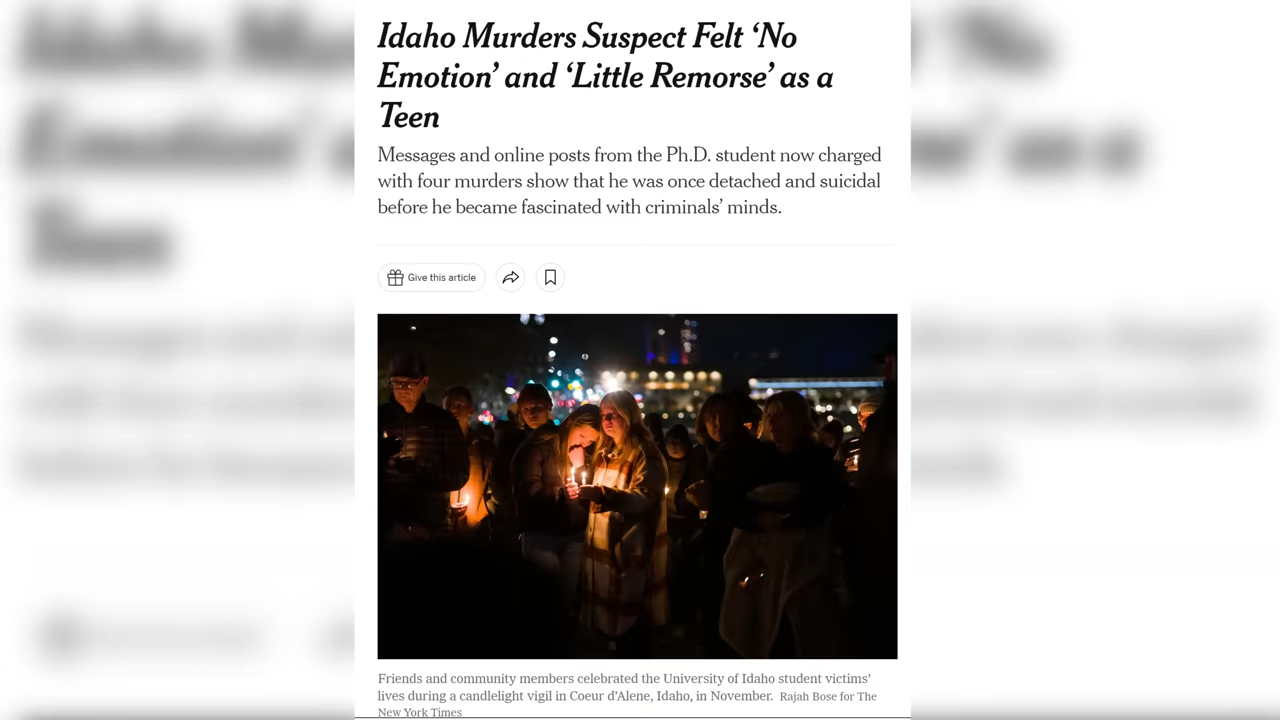 Idaho Murders Suspect Felt ‘No
Emotion’ and ‘Little Remorse’ as a
Teen
Messages and online posts from the Ph.D. student now charged
with four murders show that he was once detached and suicidal
before he became fascinated with criminals’ minds.
Give this article
Friends and community members celebrated the University of Idaho student victims’
lives during a candlelight vigil in Coeur d’Alene, Idaho, in November. Rajah Bose for The
New York Times